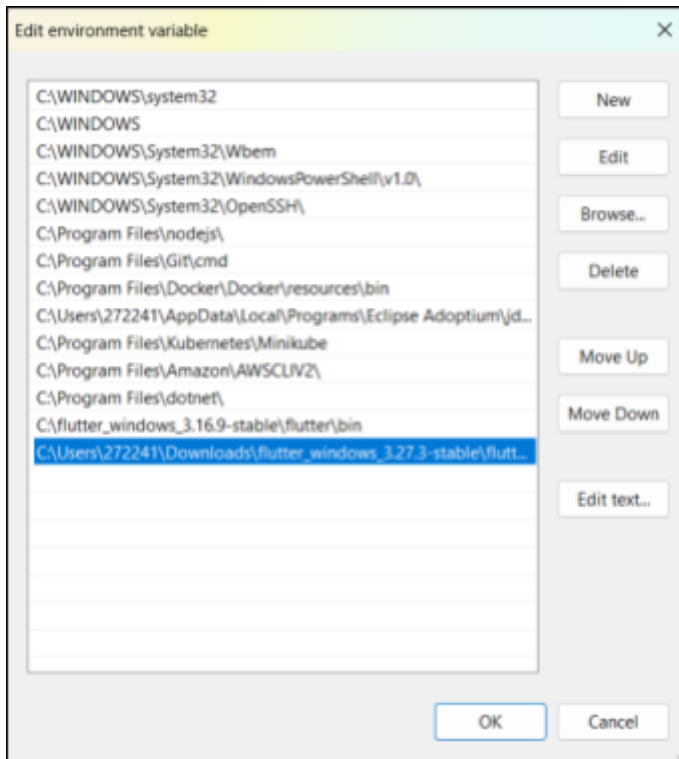 Edit environment variable
C:\WINDOWS\system32
C:\WINDOWS
C:\WINDOWS\System32\Wbem
C:\WINDOWS\System32\WindowsPowerShell\v1.0\
C:\WINDOWS\System32\OpenSSH\
C:\Program Files\nodejs\
C:\Program Files\Git\cmd
C:\Program Files\Docker\Docker\resources\bin
C:\Users\272241\AppData\Local\Programs\Eclipse Adoptium\jd...
C:\Program Files\Kubernetes\Minikube
C:\Program Files\Amazon\AWSCLIV2\
C:\Program Files\dotnet\
C:\flutter_windows_3.16.9-stable\flutter\bin
C:\Users\272241\Downloads\flutter_windows_3.27.3-stable\flutt...
New
Edit
Browse...
Delete
Move Up
Move Down
Edit text...
OK
Cancel